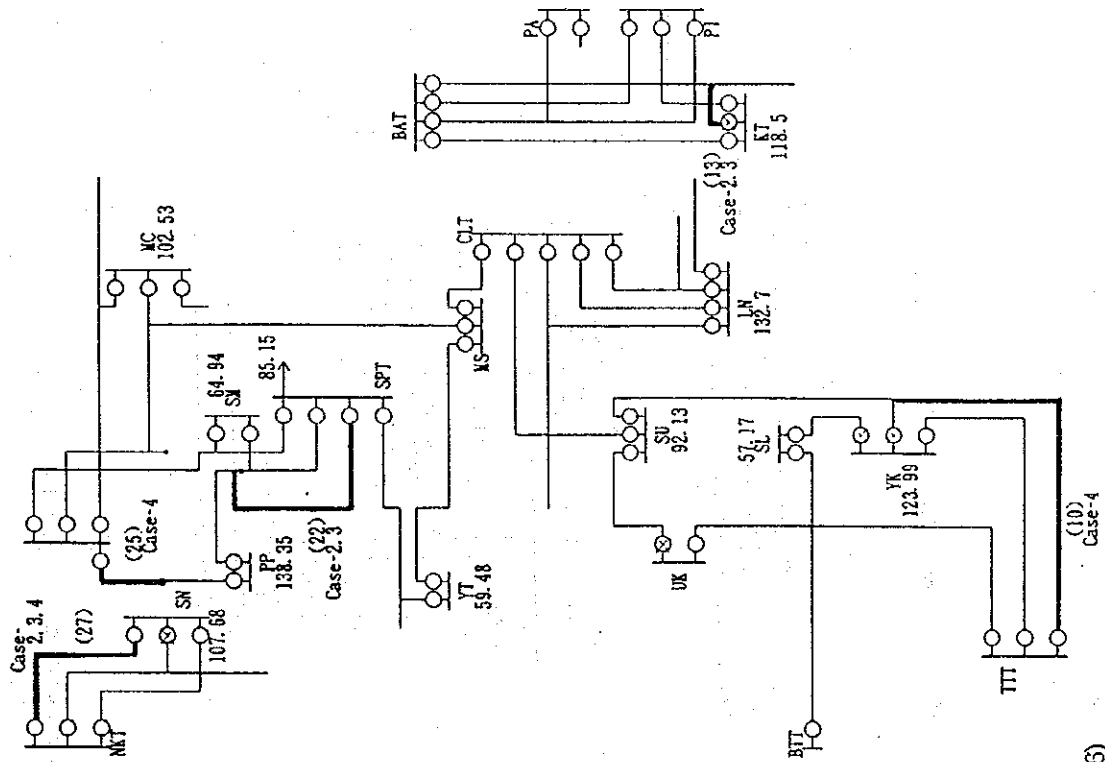 Case-
2. 3. 4
(27)
NKT
SN
107. 68
(25)
Case-4
PP
138. 35
(22)
Case-2. 3
MC
102. 53
64. 94
SM
85. 15
SPT
YT
59. 48
MS
CLT
LN
132. 7
(13)
Case-2. 3
BAT
PA
PI
KT
118. 5
SU
92. 13
57. 17
SL
YK
123. 99
UK
BTT
TTT
(10)
Case-4